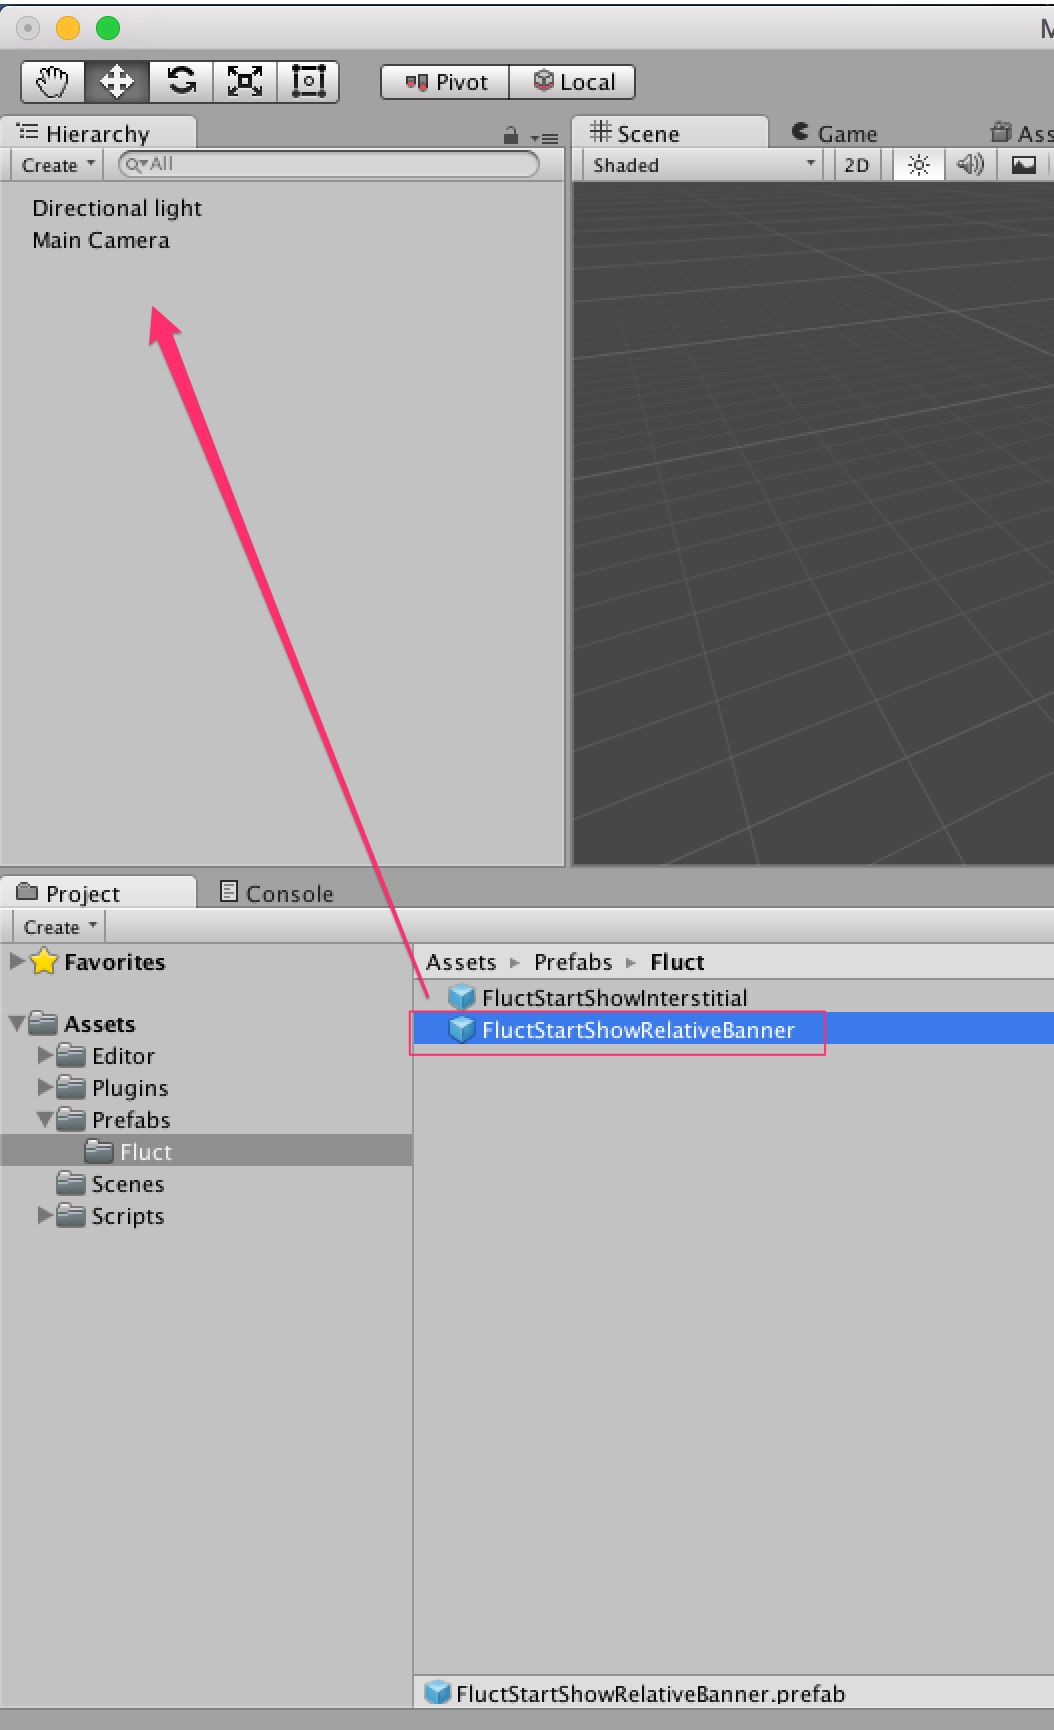 M
Pivot Local
Hierarchy
Create All
Directional light
Main Camera
Scene Game Ass
Shaded 2D
Project Console
Create
Favorites
Assets
Editor
Plugins
Prefabs
Fluct
Scenes
Scripts
Assets Prefabs Fluct
FluctStartShowInterstitial
FluctStartShowRelativeBanner
FluctStartShowRelativeBanner.prefab